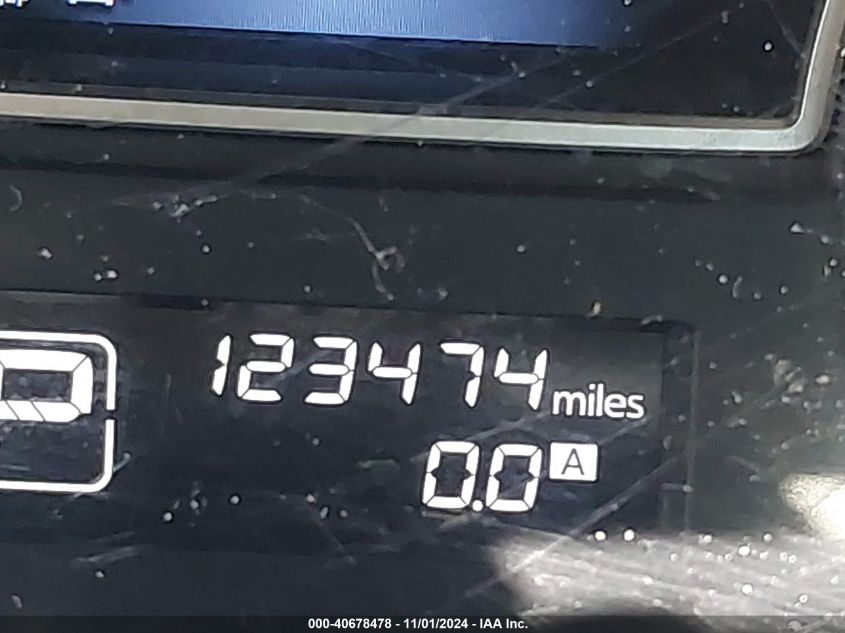 P
123474 miles
0.0 A
000-40678478 - 11/01/2024 - IAA Inc.